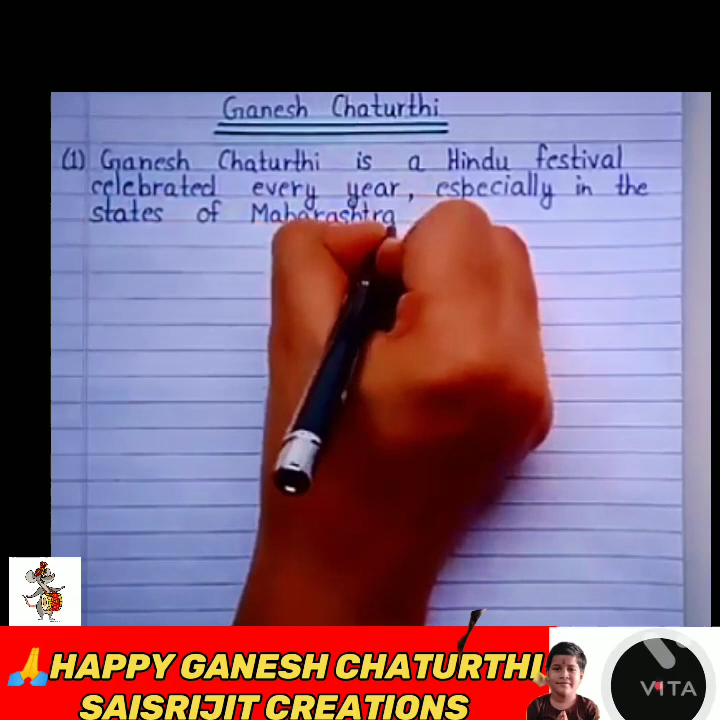 Ganesh Chaturthi
(1) Ganesh Chaturthi is a Hindu festival
celebrated every year, especially in the
states of Maharashtra
🙏HAPPY GANESH CHATURTHI
SAISRIJIT CREATIONS
VITA